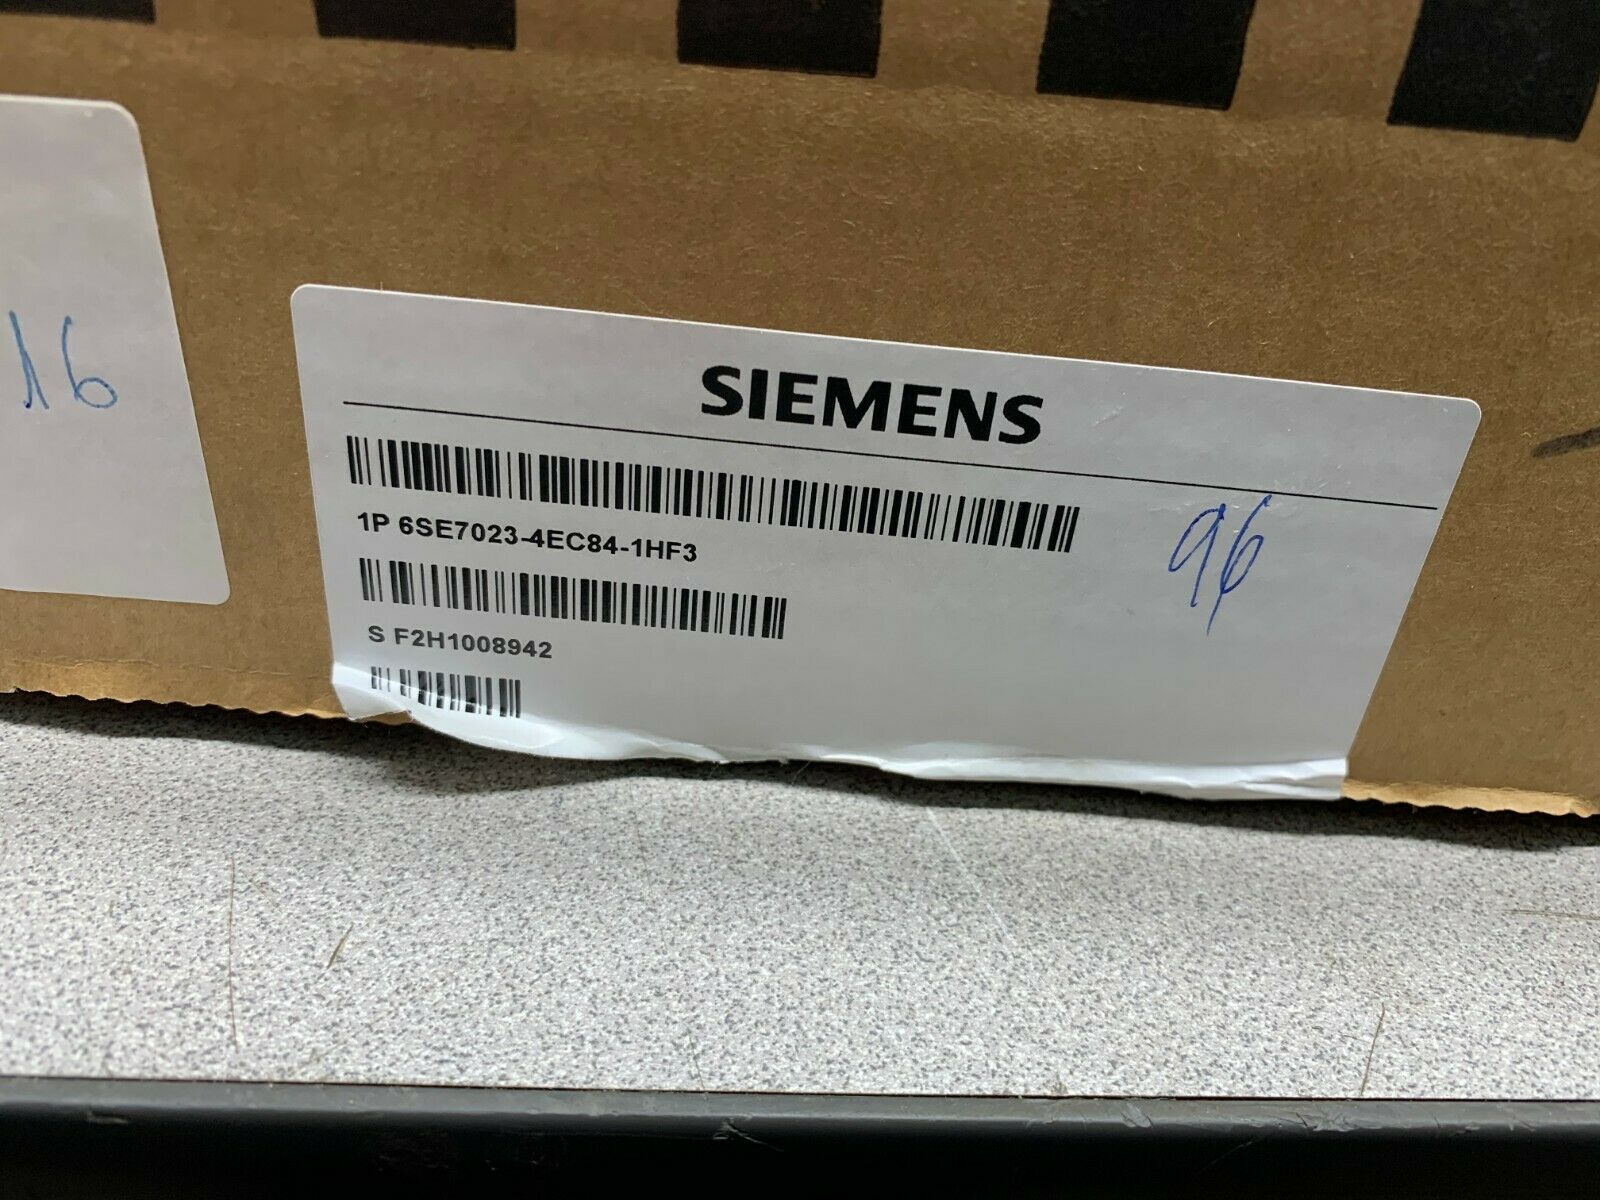 16
SIEMENS
1P 6SE7023-4EC84-1HF3
96
S F2H1008942